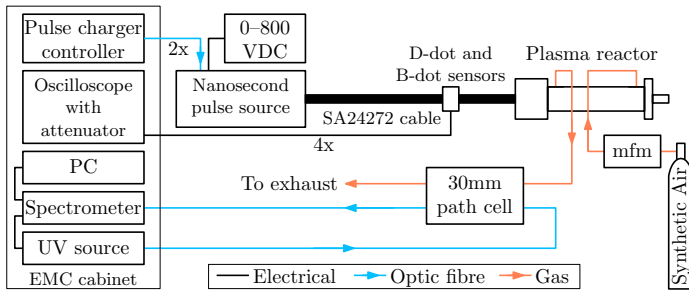 Pulse charger
controller
2x
0–800
VDC
D-dot and
B-dot sensors
Plasma reactor
Oscilloscope
with
attenuator
Nanosecond
pulse source
SA24272 cable
4x
mfm
PC
To exhaust
30mm
path cell
Spectrometer
UV source
EMC cabinet
Synthetic Air
Electrical
Optic fibre
Gas